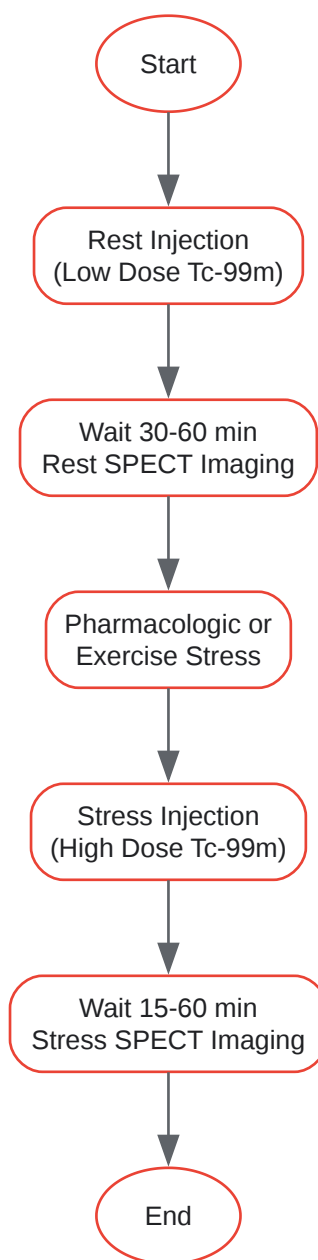 Start
Rest Injection
(Low Dose Tc-99m)
Wait 30-60 min
Rest SPECT Imaging
Pharmacologic or
Exercise Stress
Stress Injection
(High Dose Tc-99m)
Wait 15-60 min
Stress SPECT Imaging
End